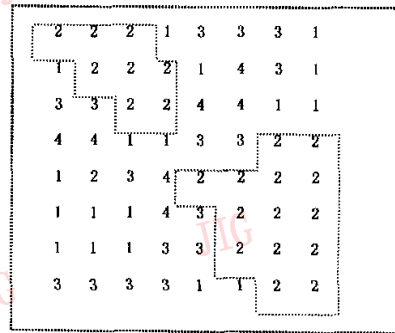 2 2 2 1 3 3 3 1
1 2 2 2 1 4 3 1
3 3 2 2 4 4 1 1
4 4 1 1 3 3 2 2
1 2 3 4 2 2 2 2
1 1 1 4 3 2 2 2
1 1 1 3 3 2 2 2
3 3 3 3 1 1 2 2
JIG